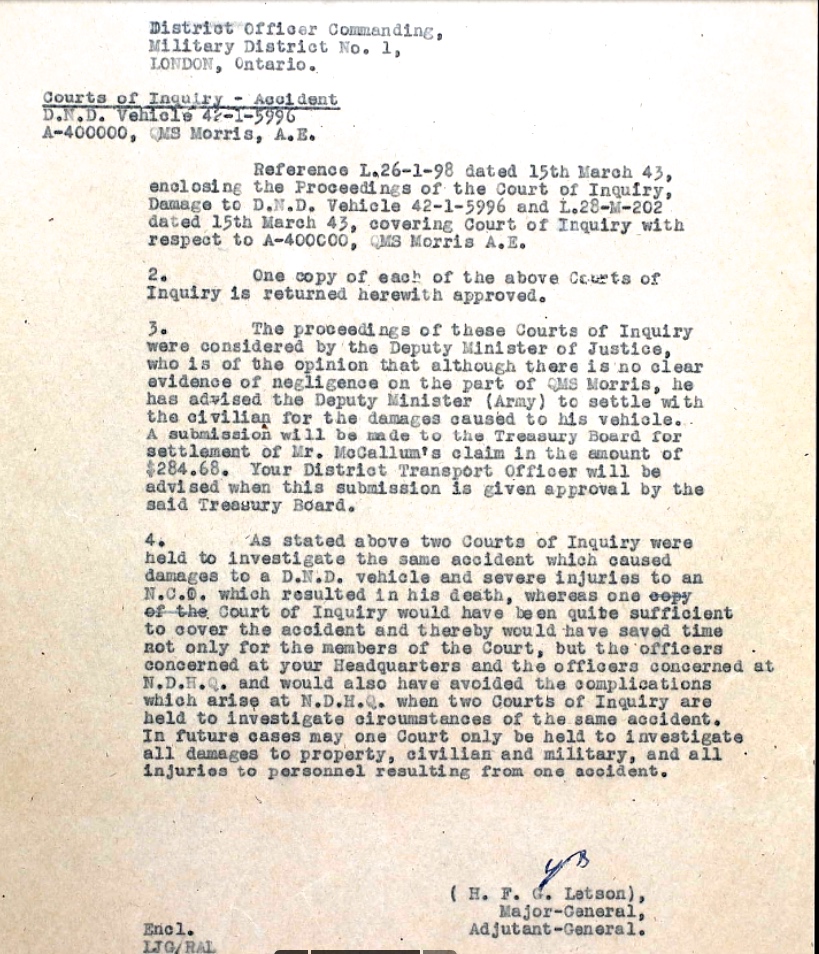 District Officer Commanding,
Military District No. 1,
LONDON, Ontario.
Courts of Inquiry - Accident
D.N.D. Vehicle 42-1-5996
A-400000, QMS Morris, A.E.
Reference L.26-1-98 dated 15th March 43,
enclosing the Proceedings of the Court of Inquiry,
Damage to D.N.D. Vehicle 42-1-5996 and L.28-M-202
dated 15th March 43, covering Court of Inquiry with
respect to A-400000, QMS Morris A.E.
2. One copy of each of the above Courts of
Inquiry is returned herewith approved.
3. The proceedings of these Courts of Inquiry
were considered by the Deputy Minister of Justice,
who is of the opinion that although there is no clear
evidence of negligence on the part of QMS Morris, he
has advised the Deputy Minister (Army) to settle with
the civilian for the damages caused to his vehicle.
A submission will be made to the Treasury Board for
settlement of Mr. McCallum's claim in the amount of
$284.68. Your District Transport Officer will be
advised when this submission is given approval by the
said Treasury Board.
4. As stated above two Courts of Inquiry were
held to investigate the same accident which caused
damages to a D.N.D. vehicle and severe injuries to an
N.C.O. which resulted in his death, whereas one copy
of the Court of Inquiry would have been quite sufficient
to cover the accident and thereby would have saved time
not only for the members of the Court, but the officers
concerned at your Headquarters and the officers concerned at
N.D.H.Q. and would also have avoided the complications
which arise at N.D.H.Q. when two Courts of Inquiry are
held to investigate circumstances of the same accident.
In future cases may one Court only be held to investigate
all damages to property, civilian and military, and all
injuries to personnel resulting from one accident.
( H. F. G. Letson),
Major-General,
Adjutant-General.
Encl.
LJG/RAL